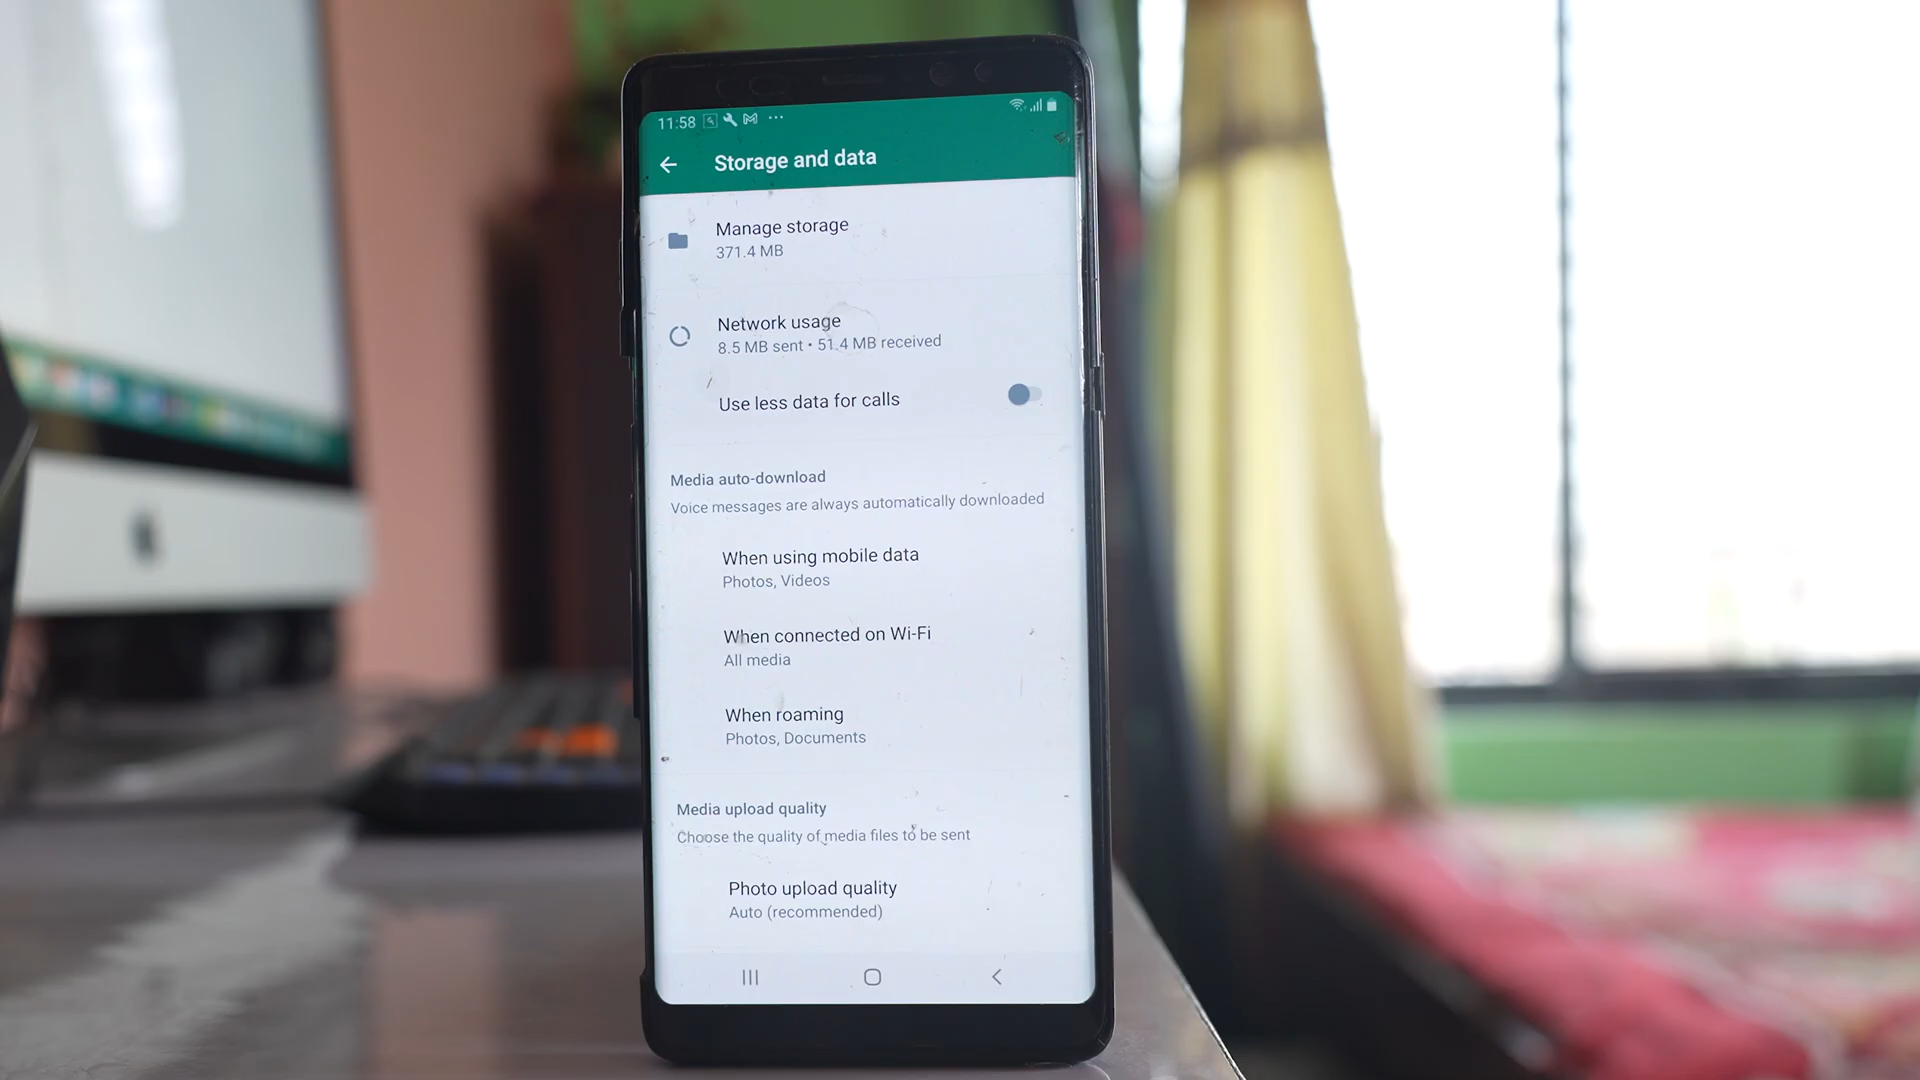 11:58
Storage and data
Manage storage
371.4 MB
Network usage
8.5 MB sent • 51.4 MB received
Use less data for calls
Media auto-download
Voice messages are always automatically downloaded
When using mobile data
Photos, Videos
When connected on Wi-Fi
All media
When roaming
Photos, Documents
Media upload quality
Choose the quality of media files to be sent
Photo upload quality
Auto (recommended)